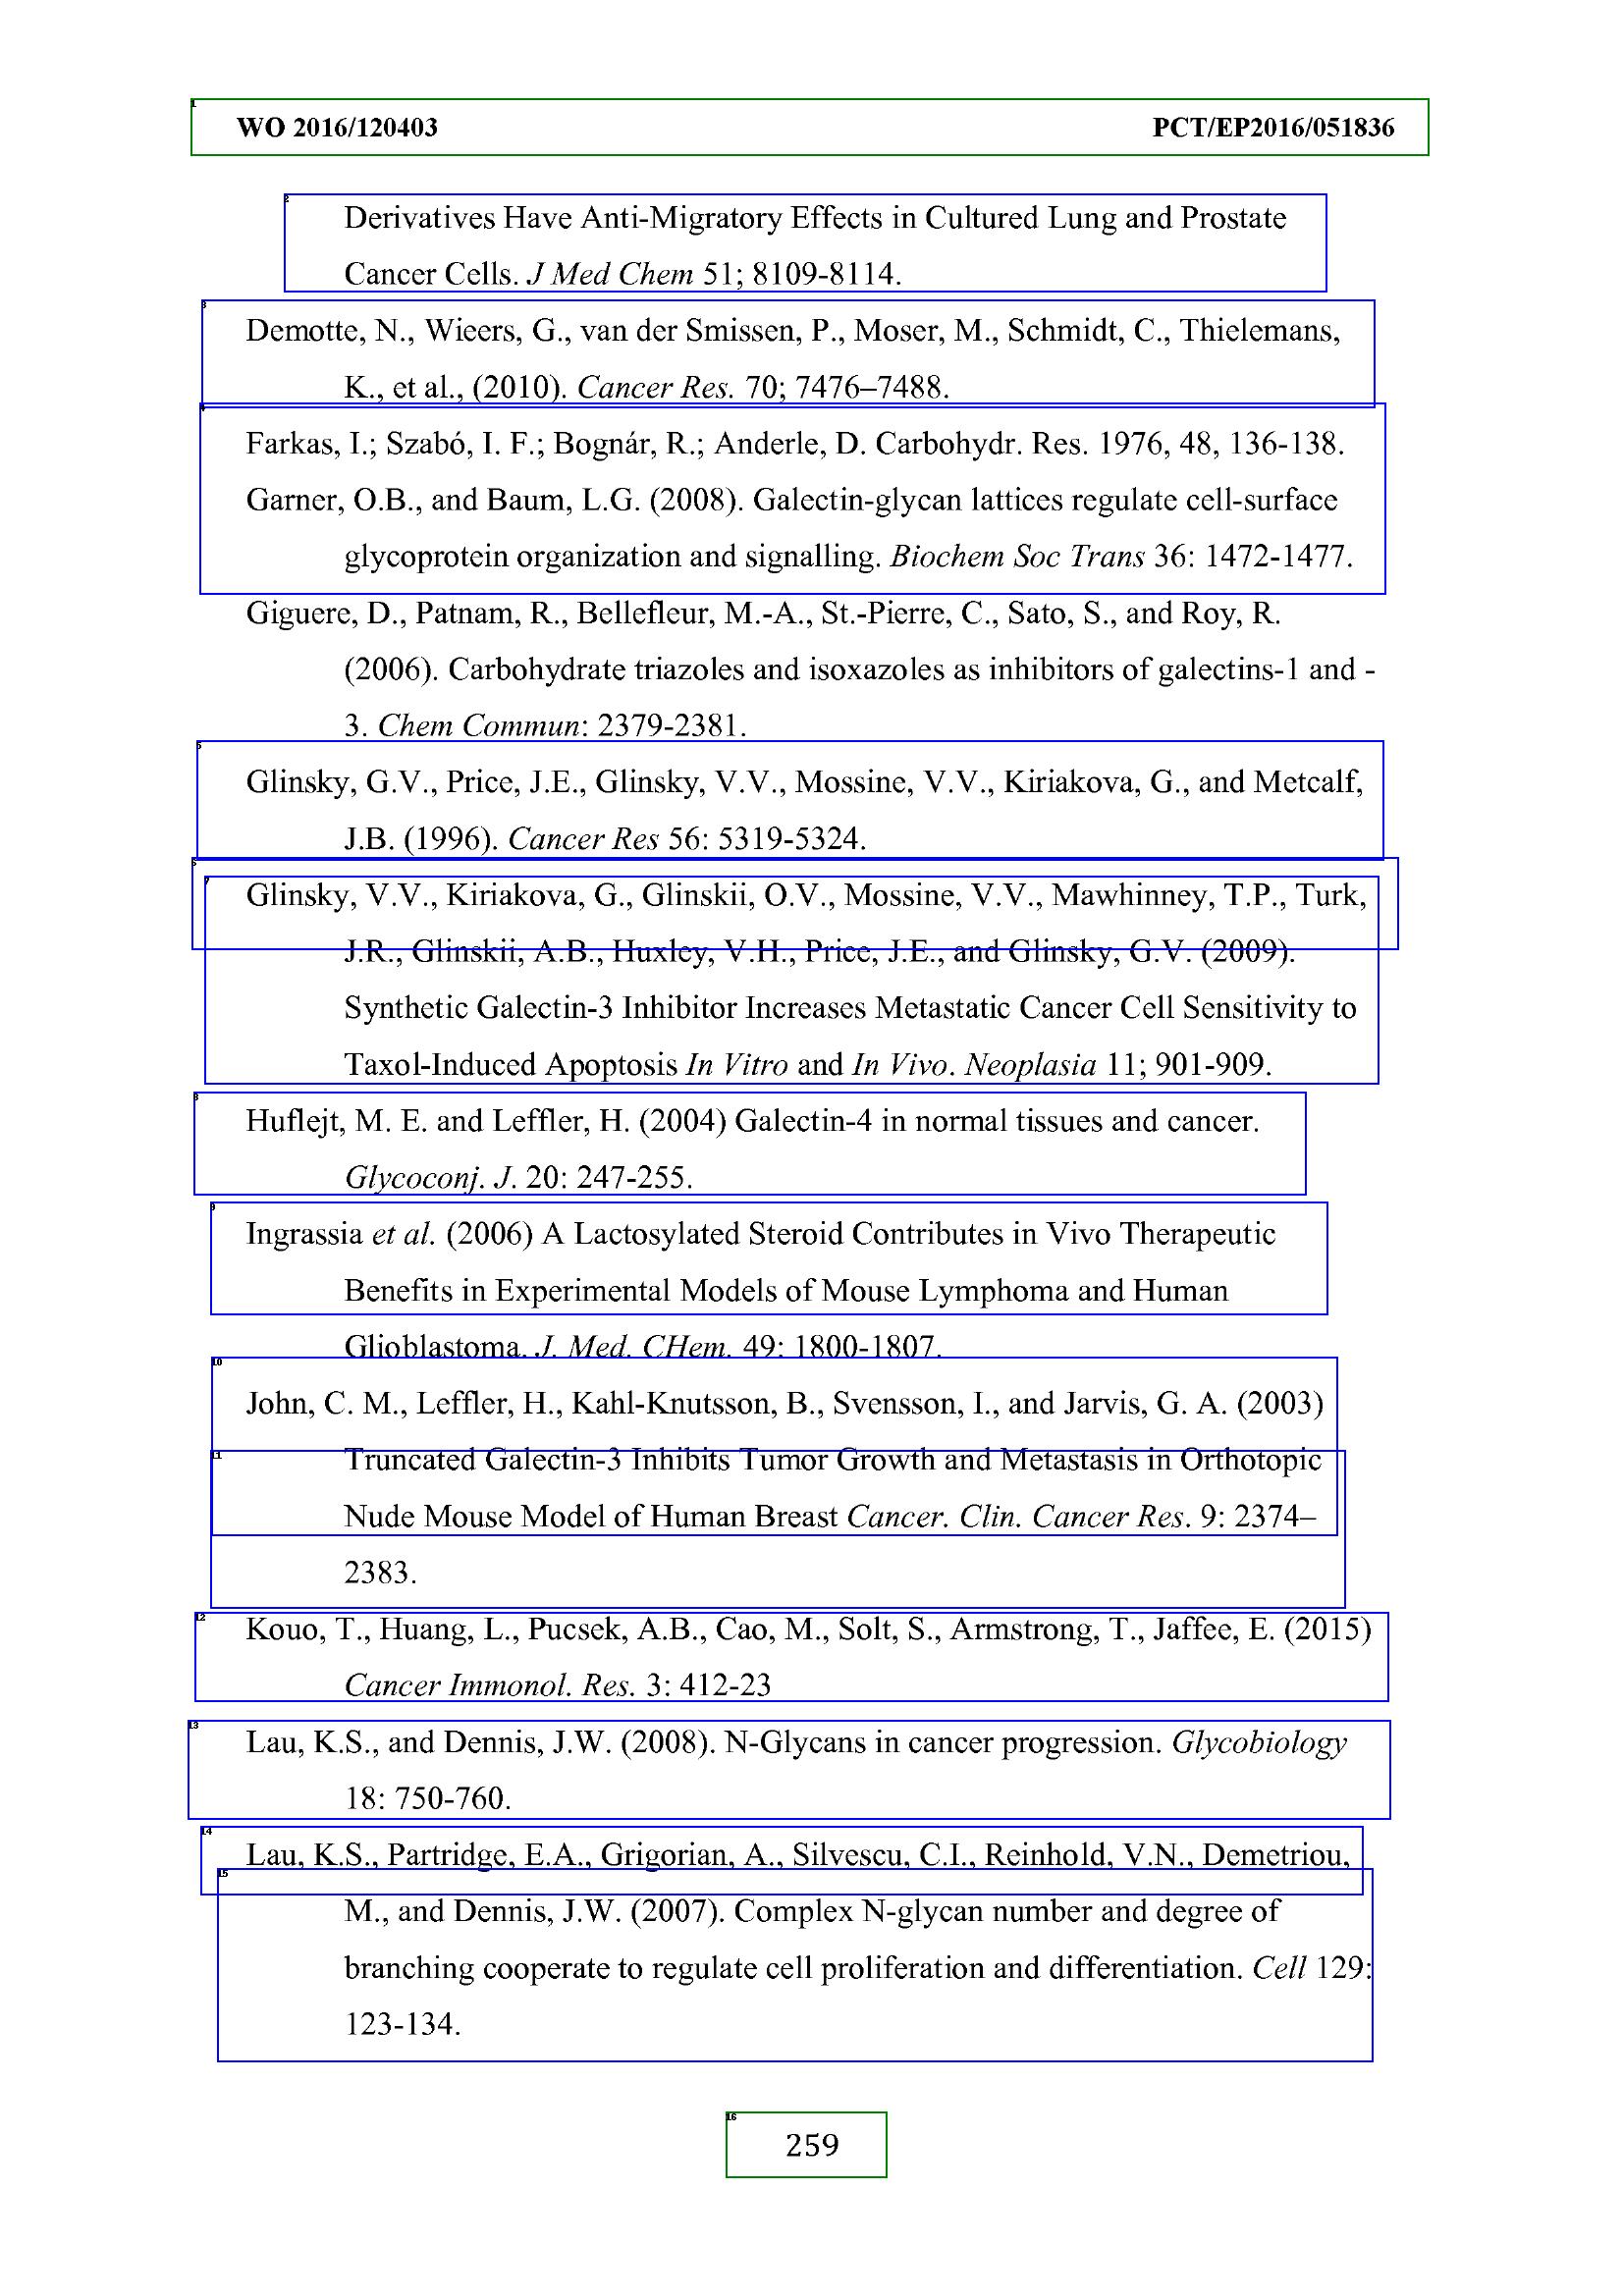 WO 2016/120403 PCT/EP2016/051836
Derivatives Have Anti-Migratory Effects in Cultured Lung and Prostate
Cancer Cells. J Med Chem 51; 8109-8114.
Demotte, N., Wieers, G., van der Smissen, P., Moser, M., Schmidt, C., Thielemans,
K., et al., (2010). Cancer Res. 70; 7476–7488.
Farkas, I.; Szabó, I. F.; Bognár, R.; Anderle, D. Carbohydr. Res. 1976, 48, 136-138.
Garner, O.B., and Baum, L.G. (2008). Galectin-glycan lattices regulate cell-surface
glycoprotein organization and signalling. Biochem Soc Trans 36: 1472-1477.
Giguere, D., Patnam, R., Bellefleur, M.-A., St.-Pierre, C., Sato, S., and Roy, R.
(2006). Carbohydrate triazoles and isoxazoles as inhibitors of galectins-1 and -
3. Chem Commun: 2379-2381.
Glinsky, G.V., Price, J.E., Glinsky, V.V., Mossine, V.V., Kiriakova, G., and Metcalf,
J.B. (1996). Cancer Res 56: 5319-5324.
Glinsky, V.V., Kiriakova, G., Glinskii, O.V., Mossine, V.V., Mawhinney, T.P., Turk,
J.R., Glinskii, A.B., Huxley, V.H., Price, J.E., and Glinsky, G.V. (2009).
Synthetic Galectin-3 Inhibitor Increases Metastatic Cancer Cell Sensitivity to
Taxol-Induced Apoptosis In Vitro and In Vivo. Neoplasia 11; 901-909.
Huflejt, M. E. and Leffler, H. (2004) Galectin-4 in normal tissues and cancer.
Glycoconj. J. 20: 247-255.
Ingrassia et al. (2006) A Lactosylated Steroid Contributes in Vivo Therapeutic
Benefits in Experimental Models of Mouse Lymphoma and Human
Glioblastoma. J. Med. CHem. 49: 1800-1807.
John, C. M., Leffler, H., Kahl-Knutsson, B., Svensson, I., and Jarvis, G. A. (2003)
Truncated Galectin-3 Inhibits Tumor Growth and Metastasis in Orthotopic
Nude Mouse Model of Human Breast Cancer. Clin. Cancer Res. 9: 2374–
2383.
Kouo, T., Huang, L., Pucsek, A.B., Cao, M., Solt, S., Armstrong, T., Jaffee, E. (2015)
Cancer Immonol. Res. 3: 412-23
Lau, K.S., and Dennis, J.W. (2008). N-Glycans in cancer progression. Glycobiology
18: 750-760.
Lau, K.S., Partridge, E.A., Grigorian, A., Silvescu, C.I., Reinhold, V.N., Demetriou,
M., and Dennis, J.W. (2007). Complex N-glycan number and degree of
branching cooperate to regulate cell proliferation and differentiation. Cell 129:
123-134.
259